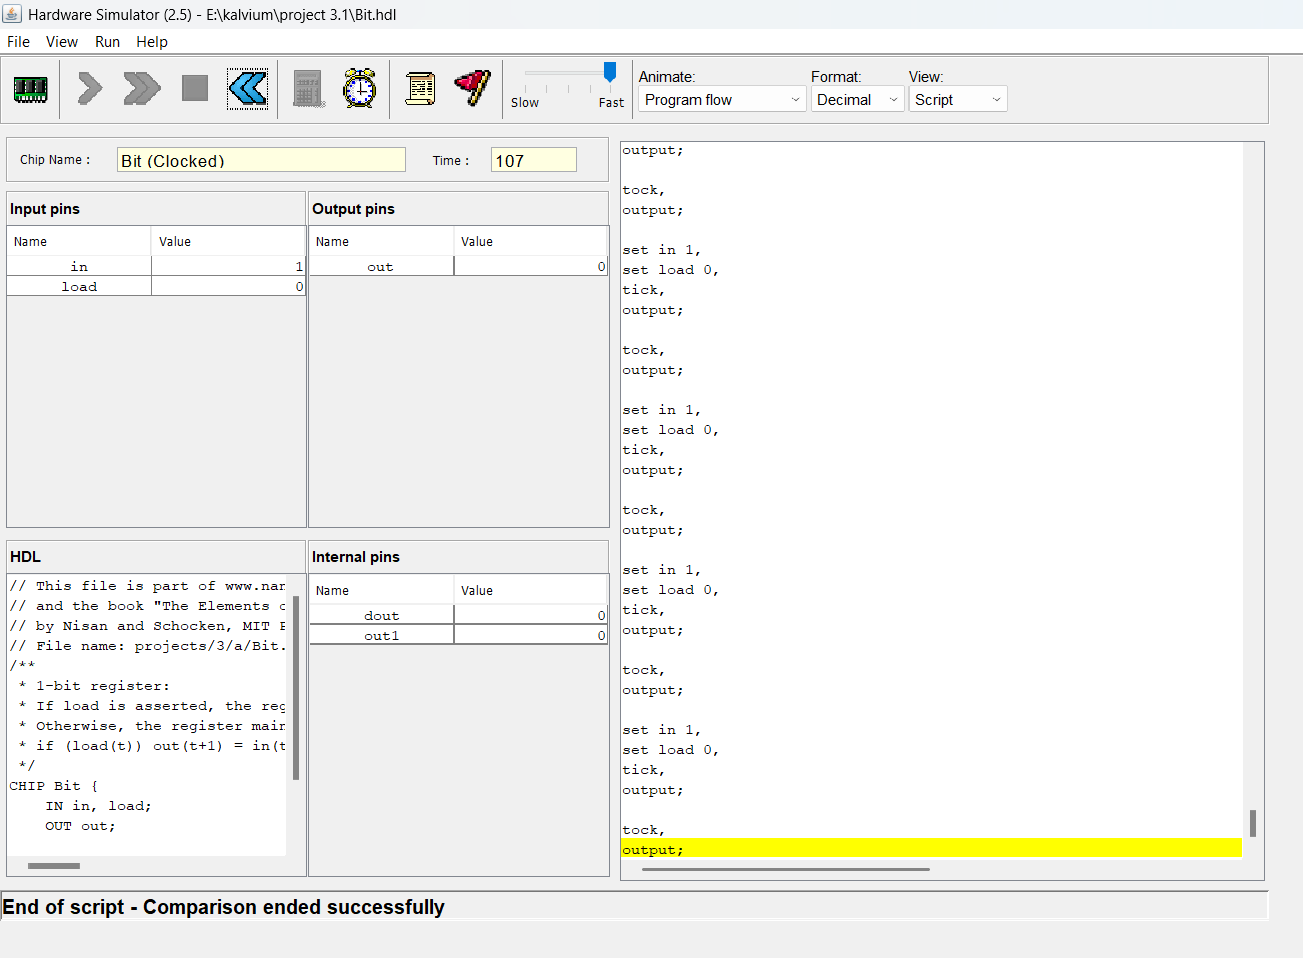 Hardware Simulator (2.5) - E:\kalvium\project 3.1\Bit.hdl
File View Run Help
Slow Fast
Animate: Format: View:
Program flow Decimal Script
Chip Name : Bit (Clocked) Time : 107
Input pins
Name Value
in 1
load 0
Output pins
Name Value
out 0
HDL
// This file is part of www.nan
// and the book "The Elements o
// by Nisan and Schocken, MIT P
// File name: projects/3/a/Bit.
/**
* 1-bit register:
* If load is asserted, the reg
* Otherwise, the register main
* if (load(t)) out(t+1) = in(t
*/
CHIP Bit {
IN in, load;
OUT out;
Internal pins
Name Value
dout 0
out1 0
output;
tock,
output;
set in 1,
set load 0,
tick,
output;
tock,
output;
set in 1,
set load 0,
tick,
output;
tock,
output;
set in 1,
set load 0,
tick,
output;
tock,
output;
set in 1,
set load 0,
tick,
output;
tock,
output;
End of script - Comparison ended successfully